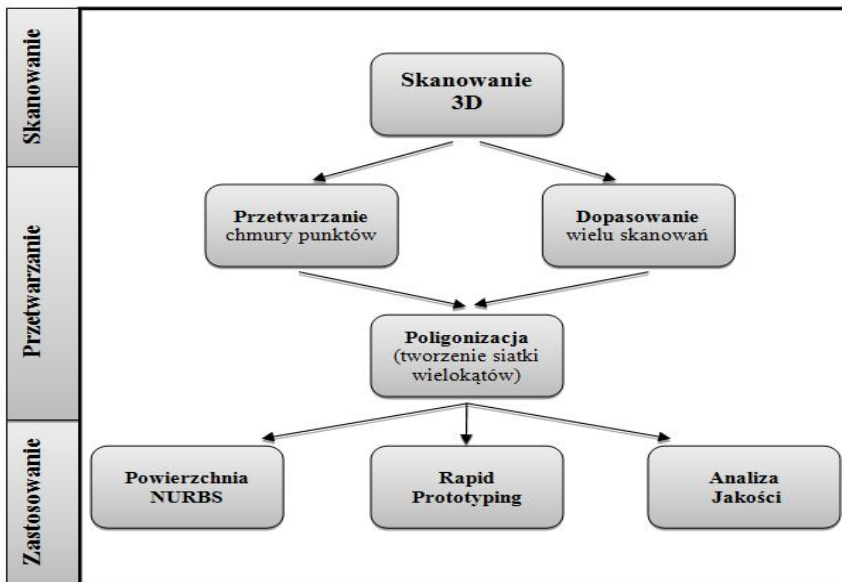 Skanowanie
Skanowanie
3D
Przetwarzanie
Przetwarzanie
chmury punktów
Dopasowanie
wielu skanowań
Poligonizacja
(tworzenie siatki
wielokątów)
Zastosowanie
Powierzchnia
NURBS
Rapid
Prototyping
Analiza
Jakości